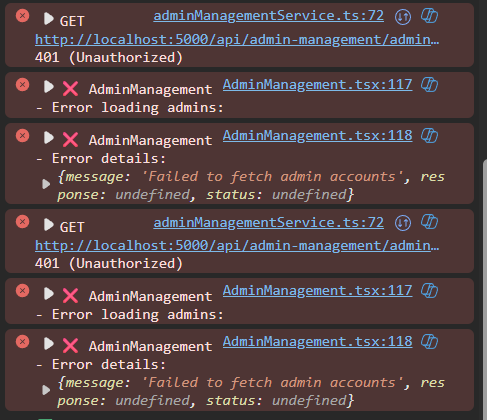 GET adminManagementService.ts:72
http://localhost:5000/api/admin-management/admin…
401 (Unauthorized)
❌ AdminManagement AdminManagement.tsx:117
- Error loading admins:
❌ AdminManagement AdminManagement.tsx:118
- Error details:
{message: 'Failed to fetch admin accounts', res
ponse: undefined, status: undefined}
GET adminManagementService.ts:72
http://localhost:5000/api/admin-management/admin…
401 (Unauthorized)
❌ AdminManagement AdminManagement.tsx:117
- Error loading admins:
❌ AdminManagement AdminManagement.tsx:118
- Error details:
{message: 'Failed to fetch admin accounts', res
ponse: undefined, status: undefined}